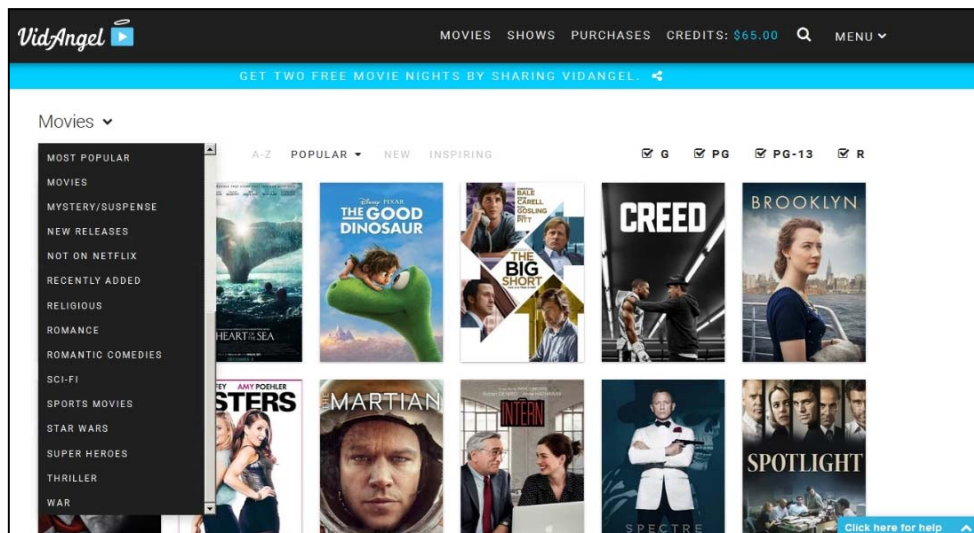 VidAngel
MOVIES SHOWS PURCHASES CREDITS: $65.00 MENU
GET TWO FREE MOVIE NIGHTS BY SHARING VIDANGEL.
Movies
A-Z POPULAR NEW INSPIRING G PG PG-13 R
MOST POPULAR
MOVIES
MYSTERY/SUSPENSE
NEW RELEASES
NOT ON NETFLIX
RECENTLY ADDED
RELIGIOUS
ROMANCE
ROMANTIC COMEDIES
SCI-FI
SPORTS MOVIES
STAR WARS
SUPER HEROES
THRILLER
WAR
HEART OF THE SEA
Disney PIXAR
THE GOOD
DINOSAUR
BALE
CARELL
GOSLING
PITT
THE
BIG
SHORT
CREED
BROOKLYN
AMY POEHLER
STERS
THE MARTIAN
THE
INTERN
SPECTRE
SPOTLIGHT
Click here for help